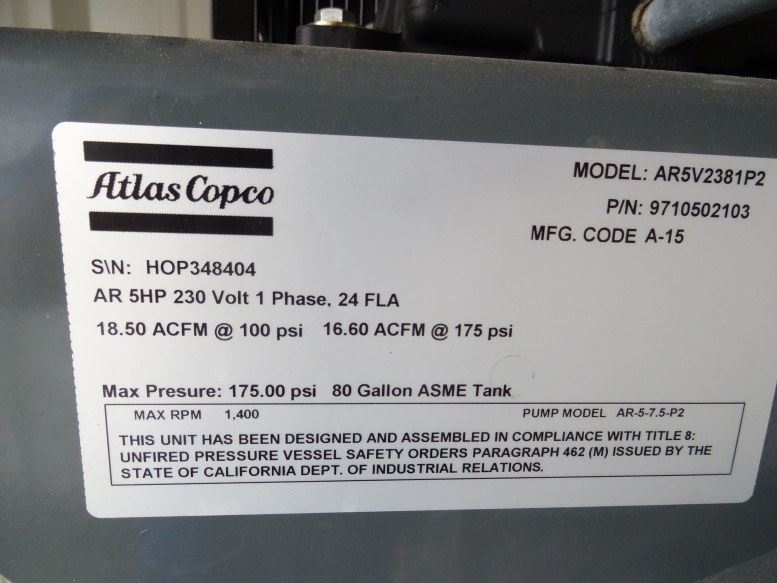 Atlas Copco
MODEL: AR5V2381P2
P/N: 9710502103
MFG. CODE A-15
S\N: HOP348404
AR 5HP 230 Volt 1 Phase, 24 FLA
18.50 ACFM @ 100 psi 16.60 ACFM @ 175 psi
Max Presure: 175.00 psi 80 Gallon ASME Tank
MAX RPM 1,400 PUMP MODEL AR-5-7.5-P2
THIS UNIT HAS BEEN DESIGNED AND ASSEMBLED IN COMPLIANCE WITH TITLE 8:
UNFIRED PRESSURE VESSEL SAFETY ORDERS PARAGRAPH 462 (M) ISSUED BY THE
STATE OF CALIFORNIA DEPT. OF INDUSTRIAL RELATIONS.